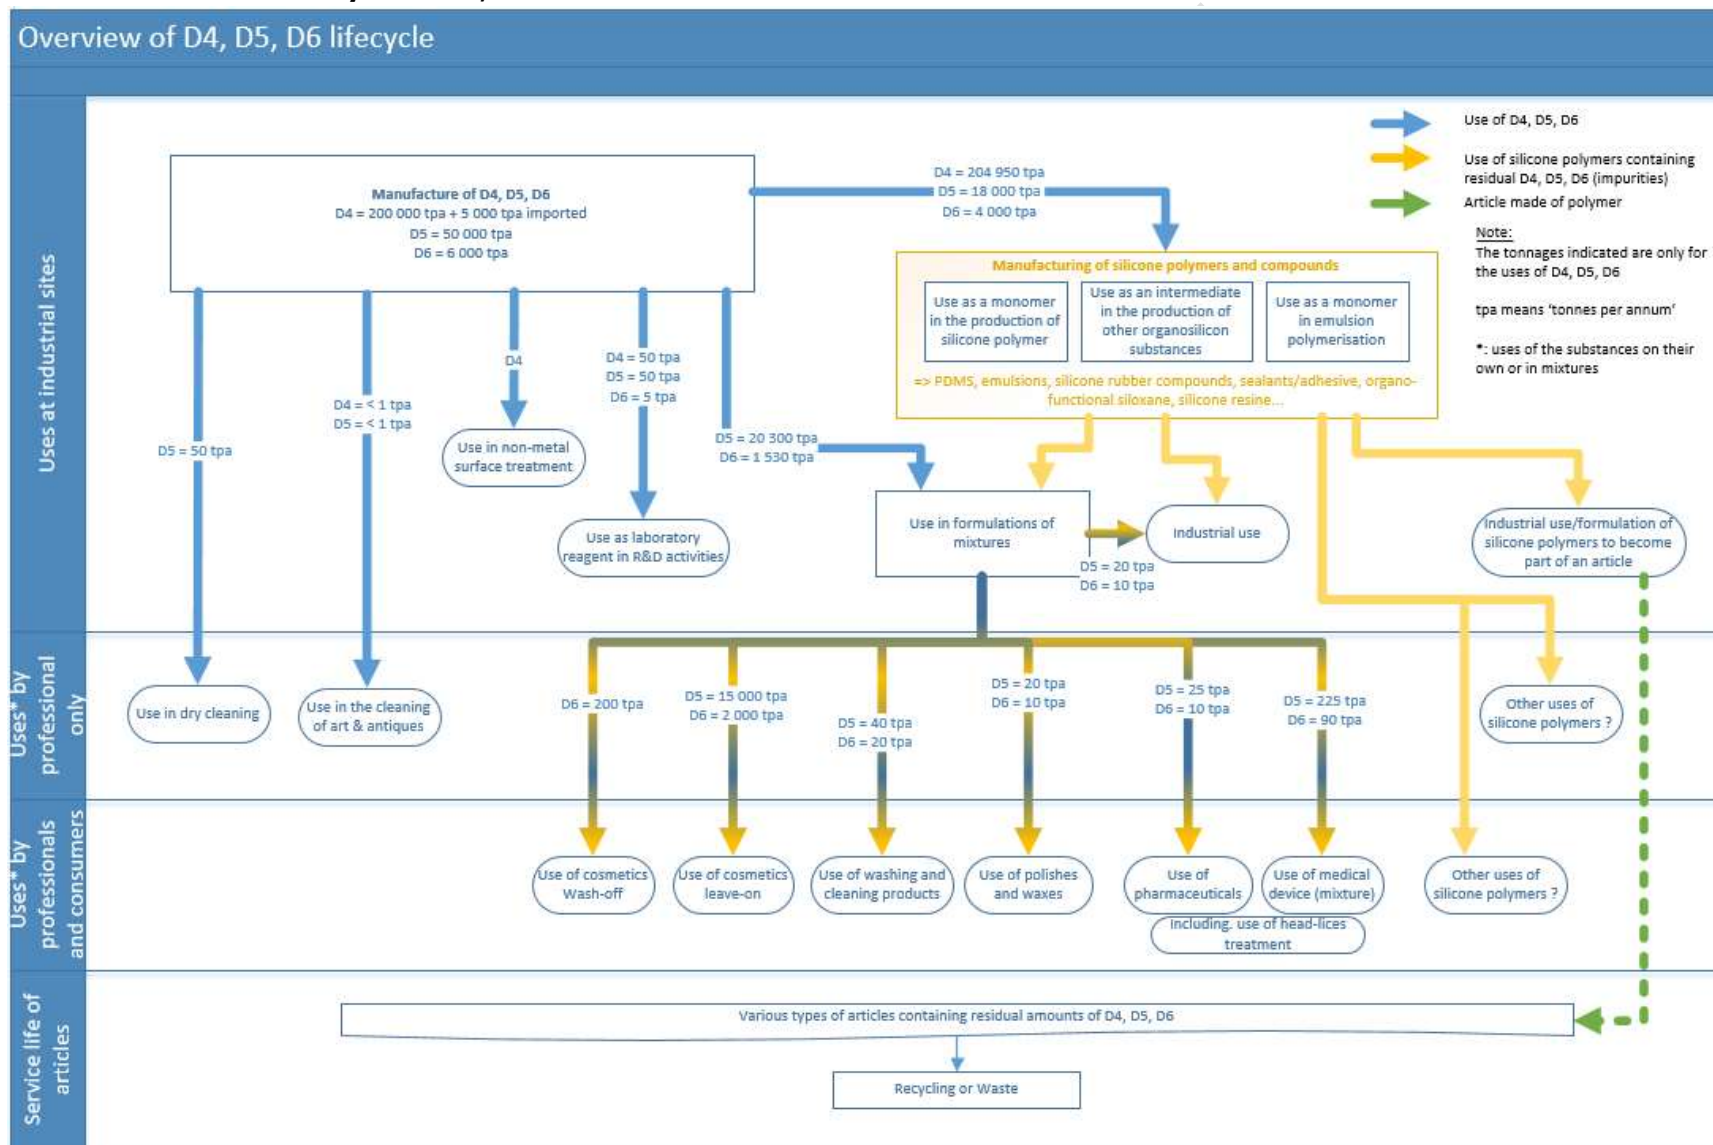 Overview of D4, D5, D6 lifecycle
Uses at industrial sites
Manufacture of D4, D5, D6
D4 = 200 000 tpa + 5 000 tpa imported
D5 = 50 000 tpa
D6 = 6 000 tpa
D4 = 204 950 tpa
D5 = 18 000 tpa
D6 = 4 000 tpa
Use of D4, D5, D6
Use of silicone polymers containing
residual D4, D5, D6 (impurities)
Article made of polymer
Note:
The tonnages indicated are only for
the uses of D4, D5, D6
tpa means 'tonnes per annum'
*: uses of the substances on their
own or in mixtures
Manufacturing of silicone polymers and compounds
Use as a monomer
in the production of
silicone polymer
Use as an intermediate
in the production of
other organosilicon
substances
Use as a monomer
in emulsion
polymerisation
=> PDMS, emulsions, silicone rubber compounds, sealants/adhesive, organo-
functional siloxane, silicone resine...
D5 = 50 tpa
D4 = < 1 tpa
D5 = < 1 tpa
D4
D4 = 50 tpa
D5 = 50 tpa
D6 = 5 tpa
D5 = 20 300 tpa
D6 = 1 530 tpa
Use in non-metal
surface treatment
Use as laboratory
reagent in R&D activities
Use in formulations of
mixtures
D5 = 20 tpa
D6 = 10 tpa
Industrial use
Industrial use/formulation of
silicone polymers to become
part of an article
Uses* by
professional
only
Use in dry cleaning
Use in the cleaning
of art & antiques
D6 = 200 tpa
D5 = 15 000 tpa
D6 = 2 000 tpa
D5 = 40 tpa
D6 = 20 tpa
D5 = 20 tpa
D6 = 10 tpa
D5 = 25 tpa
D6 = 10 tpa
D5 = 225 tpa
D6 = 90 tpa
Other uses of
silicone polymers ?
Uses* by
professionals
and consumers
Use of cosmetics
Wash-off
Use of cosmetics
leave-on
Use of washing and
cleaning products
Use of polishes
and waxes
Use of
pharmaceuticals
Use of medical
device (mixture)
Including. use of head-lices
treatment
Other uses of
silicone polymers ?
Service life of
articles
Various types of articles containing residual amounts of D4, D5, D6
Recycling or Waste